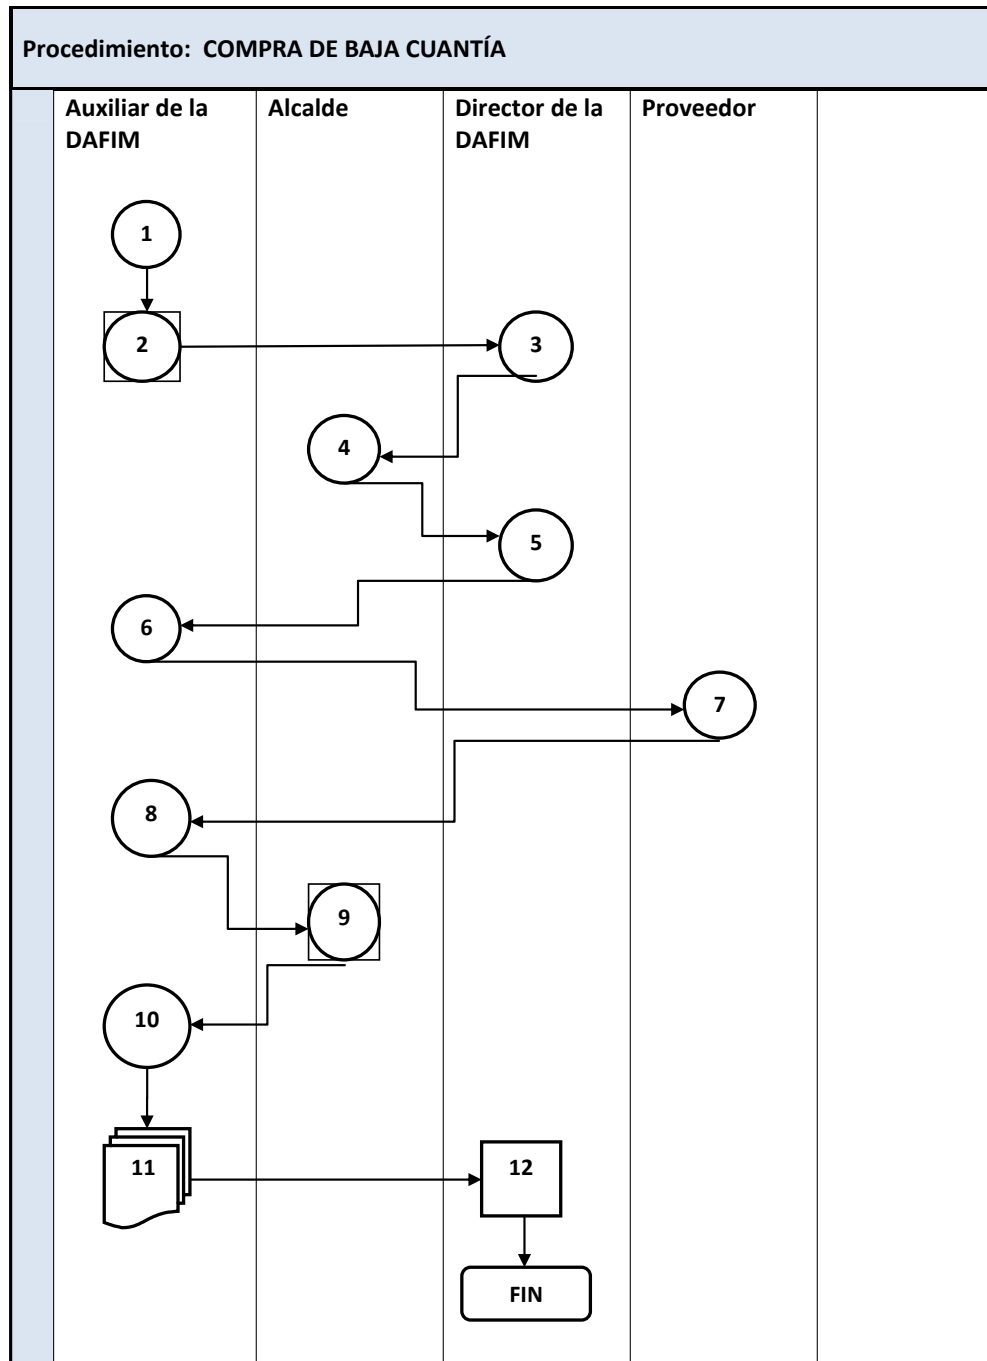 Procedimiento:  COMPRA DE BAJA CUANTÍA
Auxiliar de la
DAFIM
Alcalde
Director de la
DAFIM
Proveedor
1
2
3
4
5
6
7
8
9
10
11
12
FIN